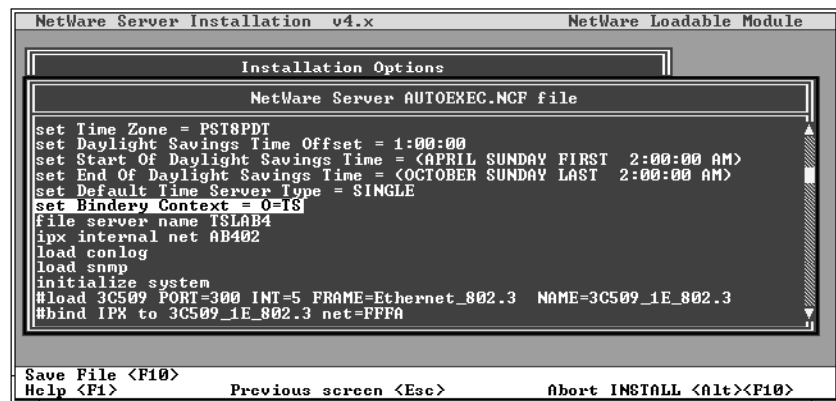 NetWare Server Installation  v4.x                    NetWare Loadable Module
Installation Options
NetWare Server AUTOEXEC.NCF file
set Time Zone = PST8PDT
set Daylight Savings Time Offset = 1:00:00
set Start Of Daylight Savings Time = (APRIL SUNDAY FIRST  2:00:00 AM)
set End Of Daylight Savings Time = (OCTOBER SUNDAY LAST  2:00:00 AM)
set Default Time Server Type = SINGLE
set Bindery Context = O=TS
file server name TSLAB4
ipx internal net AB402
load conlog
load snmp
initialize system
#load 3C509 PORT=300 INT=5 FRAME=Ethernet_802.3  NAME=3C509_1E_802.3
#bind IPX to 3C509_1E_802.3 net=FFFA
Save File <F10>
Help <F1>          Previous screen <Esc>          Abort INSTALL <Alt><F10>